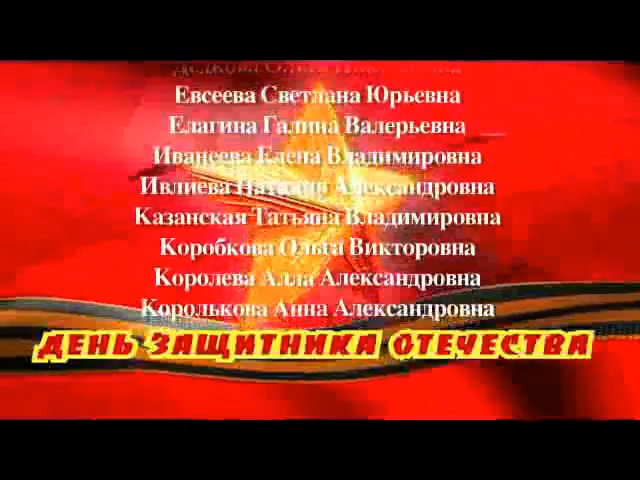 Евсеева Светлана Юрьевна
Елагина Галина Валерьевна
Иванеева Елена Владимировна
Ивлиева Наталия Александровна
Казанская Татьяна Владимировна
Коробкова Ольга Викторовна
Королева Алла Александровна
Королькова Анна Александровна
ДЕНЬ ЗАЩИТНИКА ОТЕЧЕСТВА